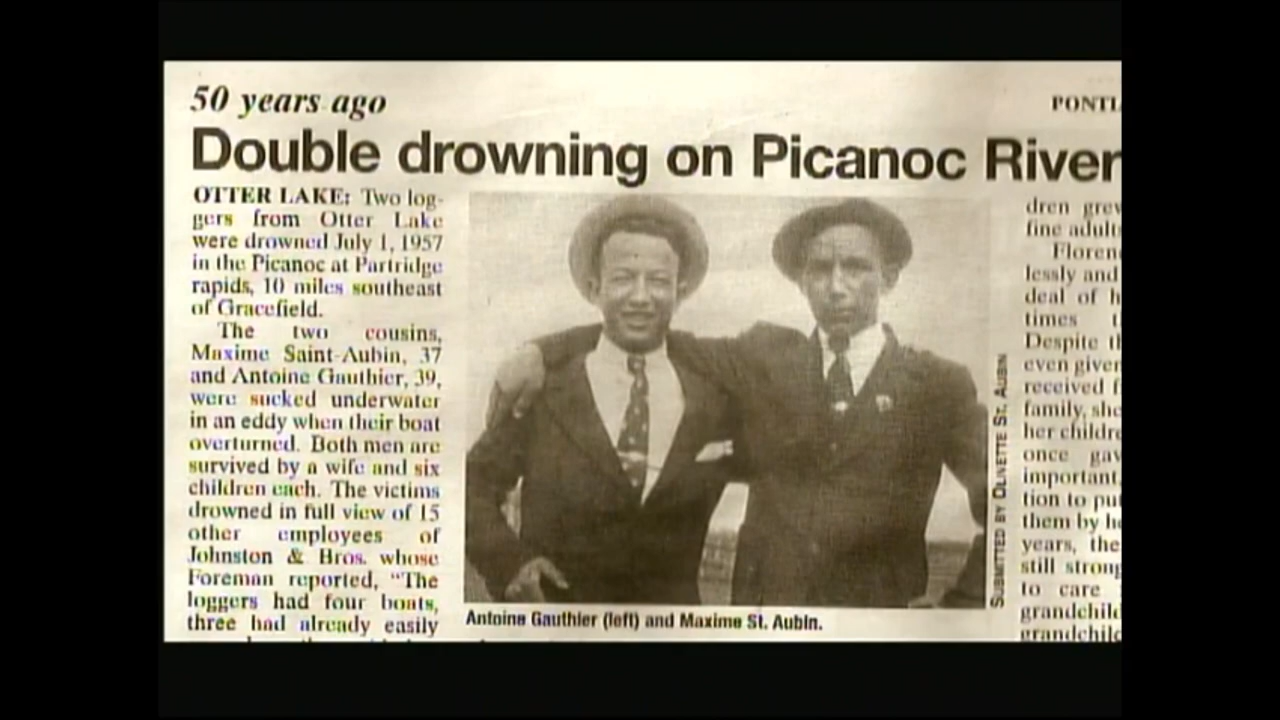 50 years ago
PONTI
Double drowning on Picanoc River
OTTER LAKE: Two log-
gers from Otter Lake
were drowned July 1, 1957
in the Picanoc at Partridge
rapids, 10 miles southeast
of Gracefield.
The two cousins,
Maxime Saint-Aubin, 37
and Antoine Gauthier, 39,
were sucked underwater
in an eddy when their boat
overturned. Both men are
survived by a wife and six
children each. The victims
drowned in full view of 15
other employees of
Johnston & Bros. whose
Foreman reported, "The
loggers had four boats,
three had already easily
SUBMITTED BY OLINETTE ST. AUBIN
Antoine Gauthier (left) and Maxime St. Aubin.
dren grew
fine adults
Floren
lessly and
deal of h
times t
Despite th
even given
received f
family, she
her childre
once gav
important,
tion to put
them by he
years, the
still strong
to care
grandchild
grandchild